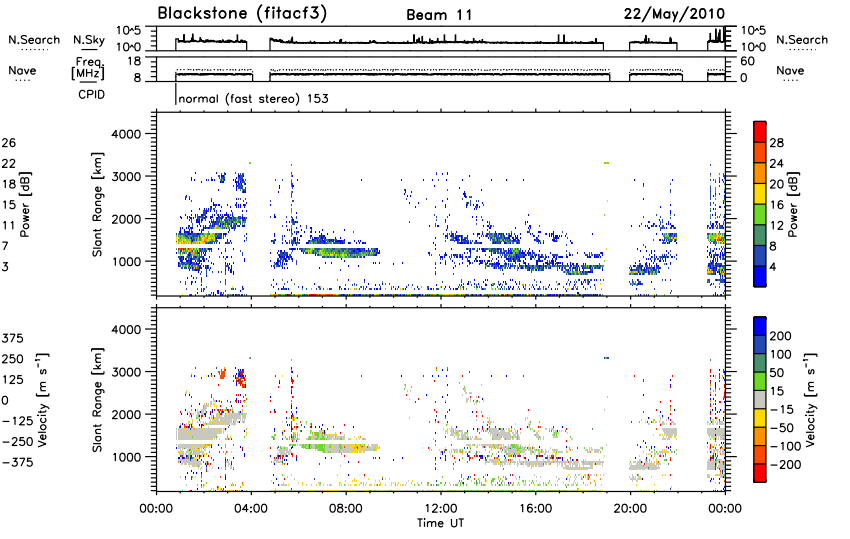 Blackstone (fitacf3) Beam 11 22/May/2010
N.Search N.Sky 10^5 10^0 10^5 10^0 N.Search
Nave Freq. [MHz] 18 8 60 0 Nave
CPID normal (fast stereo) 153
26 22 18 15 11 7 3
Power [dB]
Slant Range [km]
4000 3000 2000 1000
28 24 20 16 12 8 4
Power [dB]
375 250 125 0 −125 −250 −375
Velocity [m s^−1]
Slant Range [km]
4000 3000 2000 1000
200 100 50 15 −15 −50 −100 −200
Velocity [m s^−1]
00:00 04:00 08:00 12:00 16:00 20:00 00:00
Time UT